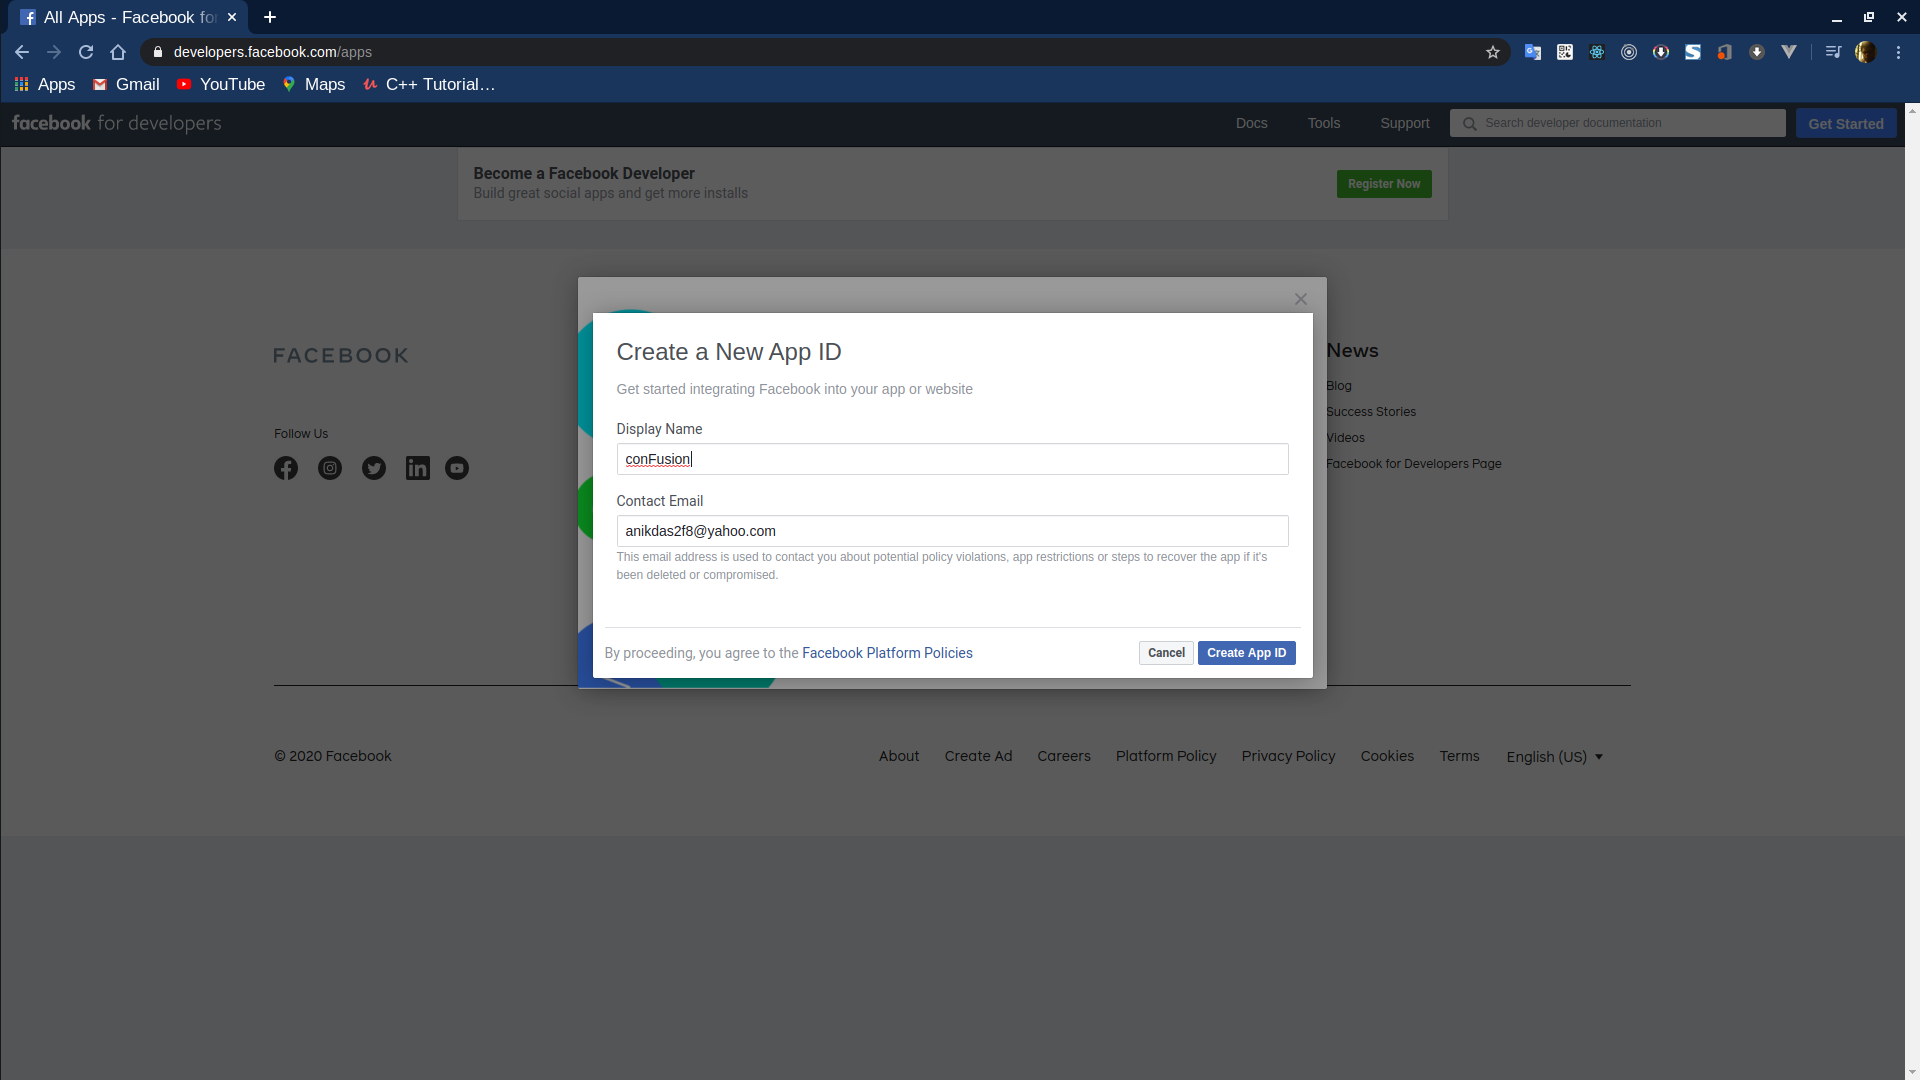 All Apps - Facebook for
developers.facebook.com/apps
Apps
Gmail
YouTube
Maps
C++ Tutorial…
facebook for developers
Docs
Tools
Support
Search developer documentation
Get Started
Become a Facebook Developer
Build great social apps and get more installs
Register Now
Create a New App ID
Get started integrating Facebook into your app or website
Display Name
conFusion
Contact Email
anikdas2f8@yahoo.com
This email address is used to contact you about potential policy violations, app restrictions or steps to recover the app if it's
been deleted or compromised.
By proceeding, you agree to the Facebook Platform Policies
Cancel
Create App ID
FACEBOOK
Follow Us
News
Blog
Success Stories
Videos
Facebook for Developers Page
© 2020 Facebook
About
Create Ad
Careers
Platform Policy
Privacy Policy
Cookies
Terms
English (US)